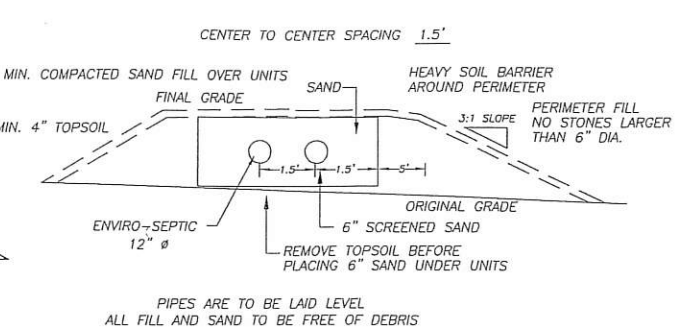 CENTER TO CENTER SPACING 1.5'
MIN. COMPACTED SAND FILL OVER UNITS
SAND
HEAVY SOIL BARRIER
AROUND PERIMETER
FINAL GRADE
MIN. 4" TOPSOIL
3:1 SLOPE
PERIMETER FILL
NO STONES LARGER
THAN 6" DIA.
1.5'
1.5'
5'
ORIGINAL GRADE
ENVIRO-SEPTIC
12" Ø
6" SCREENED SAND
REMOVE TOPSOIL BEFORE
PLACING 6" SAND UNDER UNITS
PIPES ARE TO BE LAID LEVEL
ALL FILL AND SAND TO BE FREE OF DEBRIS